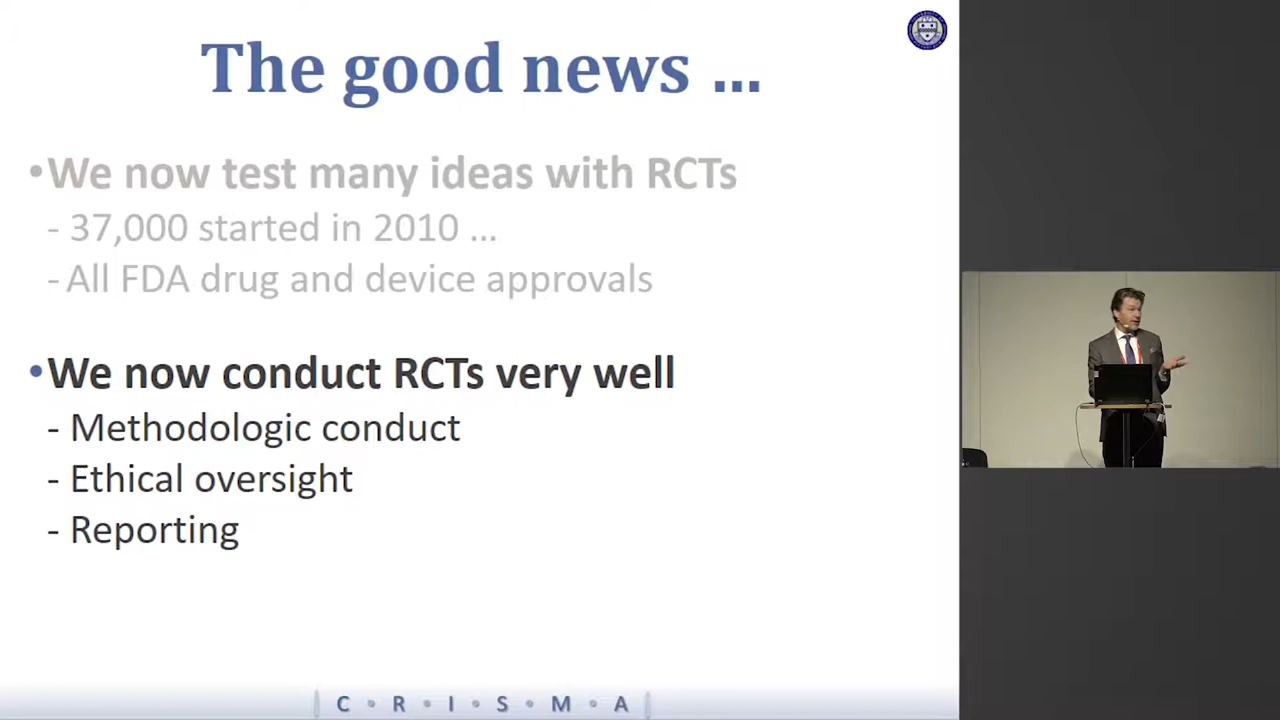 The good news ...
•We now test many ideas with RCTs
- 37,000 started in 2010 ...
- All FDA drug and device approvals
•We now conduct RCTs very well
- Methodologic conduct
- Ethical oversight
- Reporting
C • R • I • S • M • A